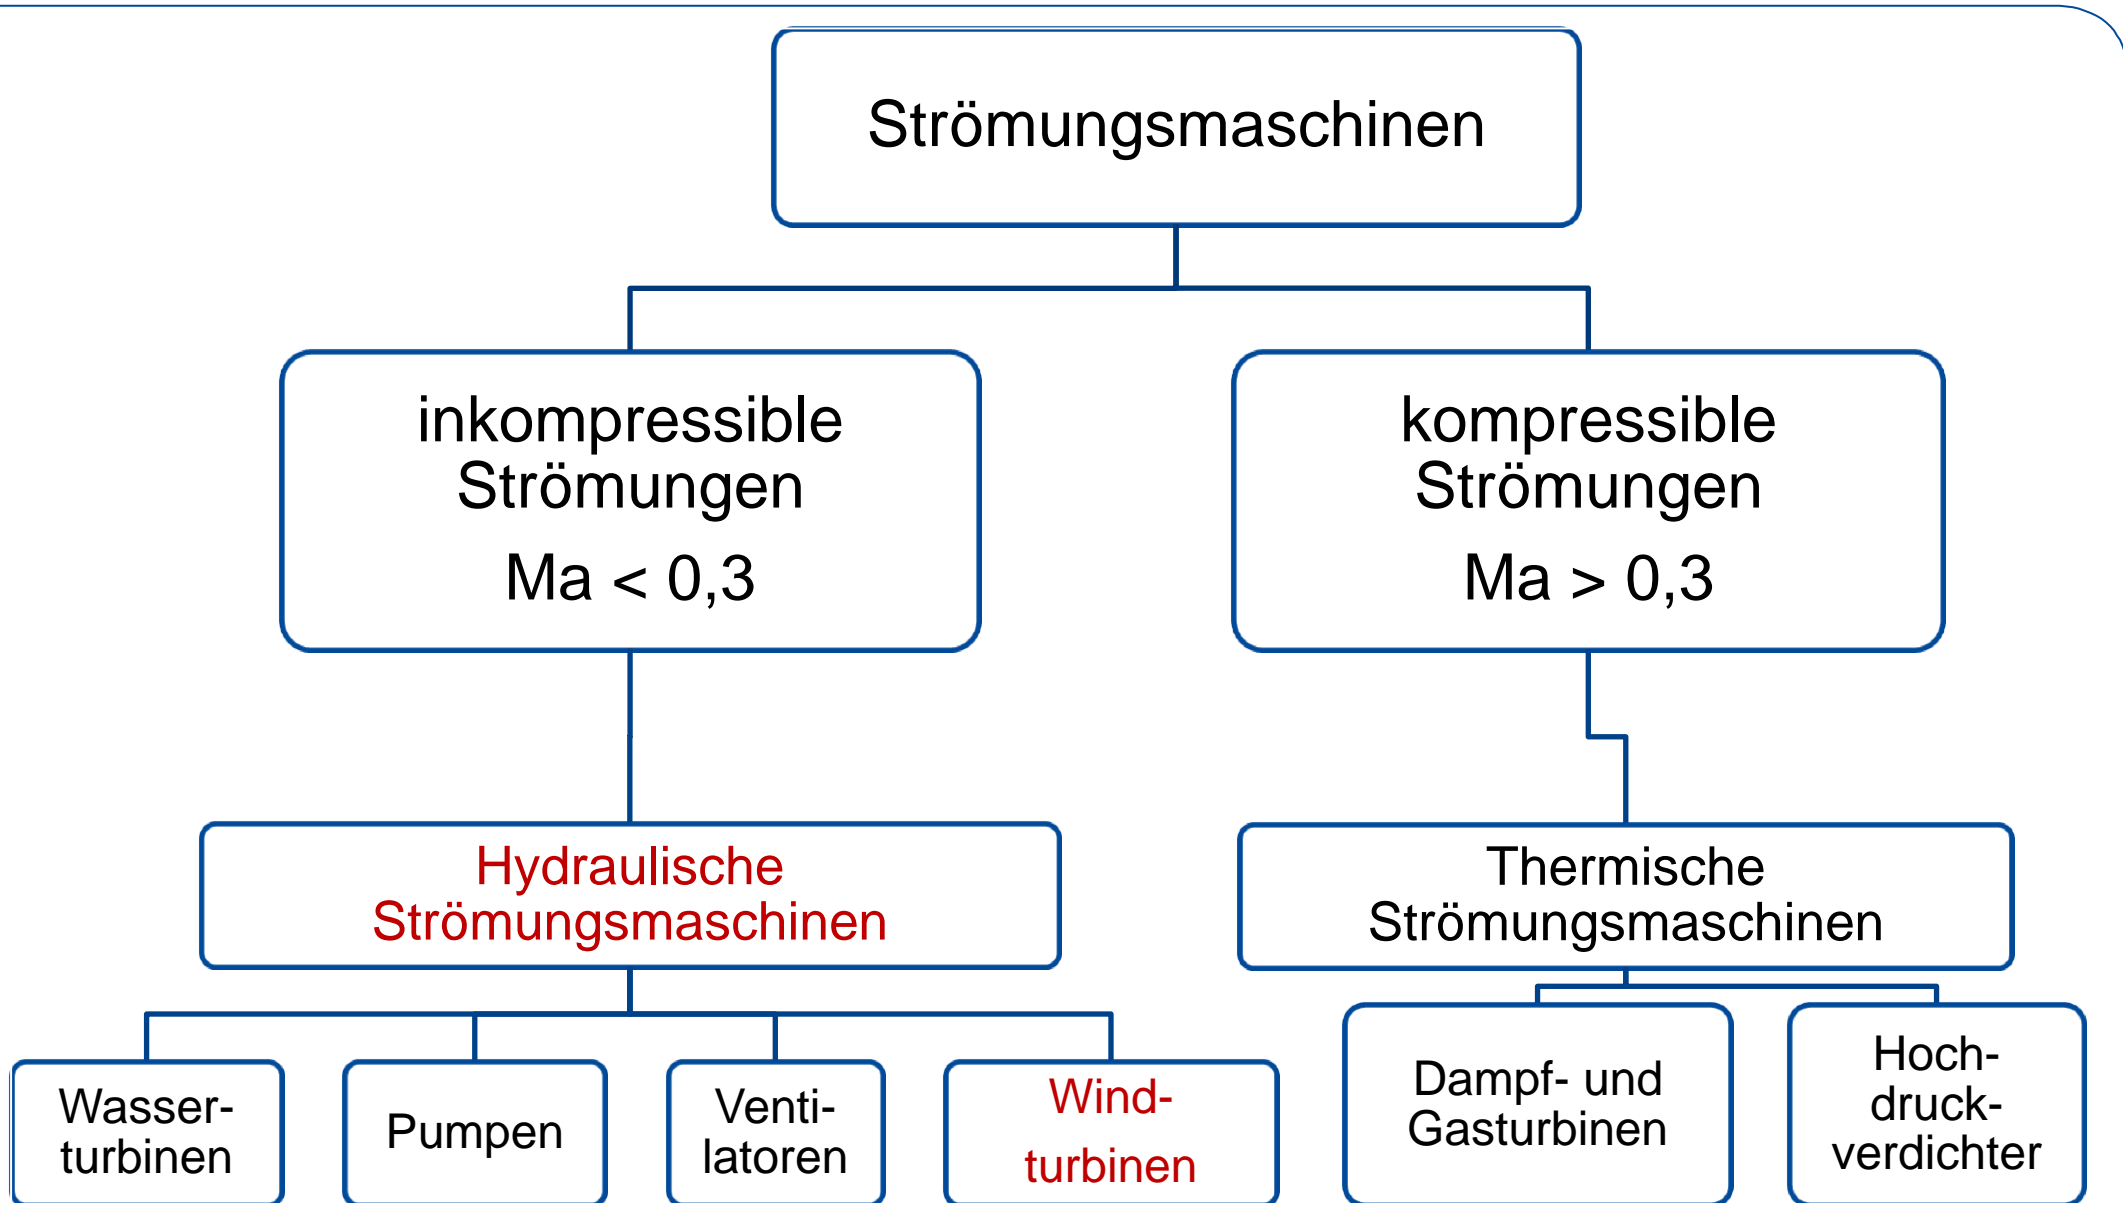 Strömungsmaschinen
inkompressible
Strömungen
Ma < 0,3
kompressible
Strömungen
Ma > 0,3
Hydraulische
Strömungsmaschinen
Thermische
Strömungsmaschinen
Wasser-
turbinen
Pumpen
Venti-
latoren
Wind-
turbinen
Dampf- und
Gasturbinen
Hoch-
druck-
verdichter